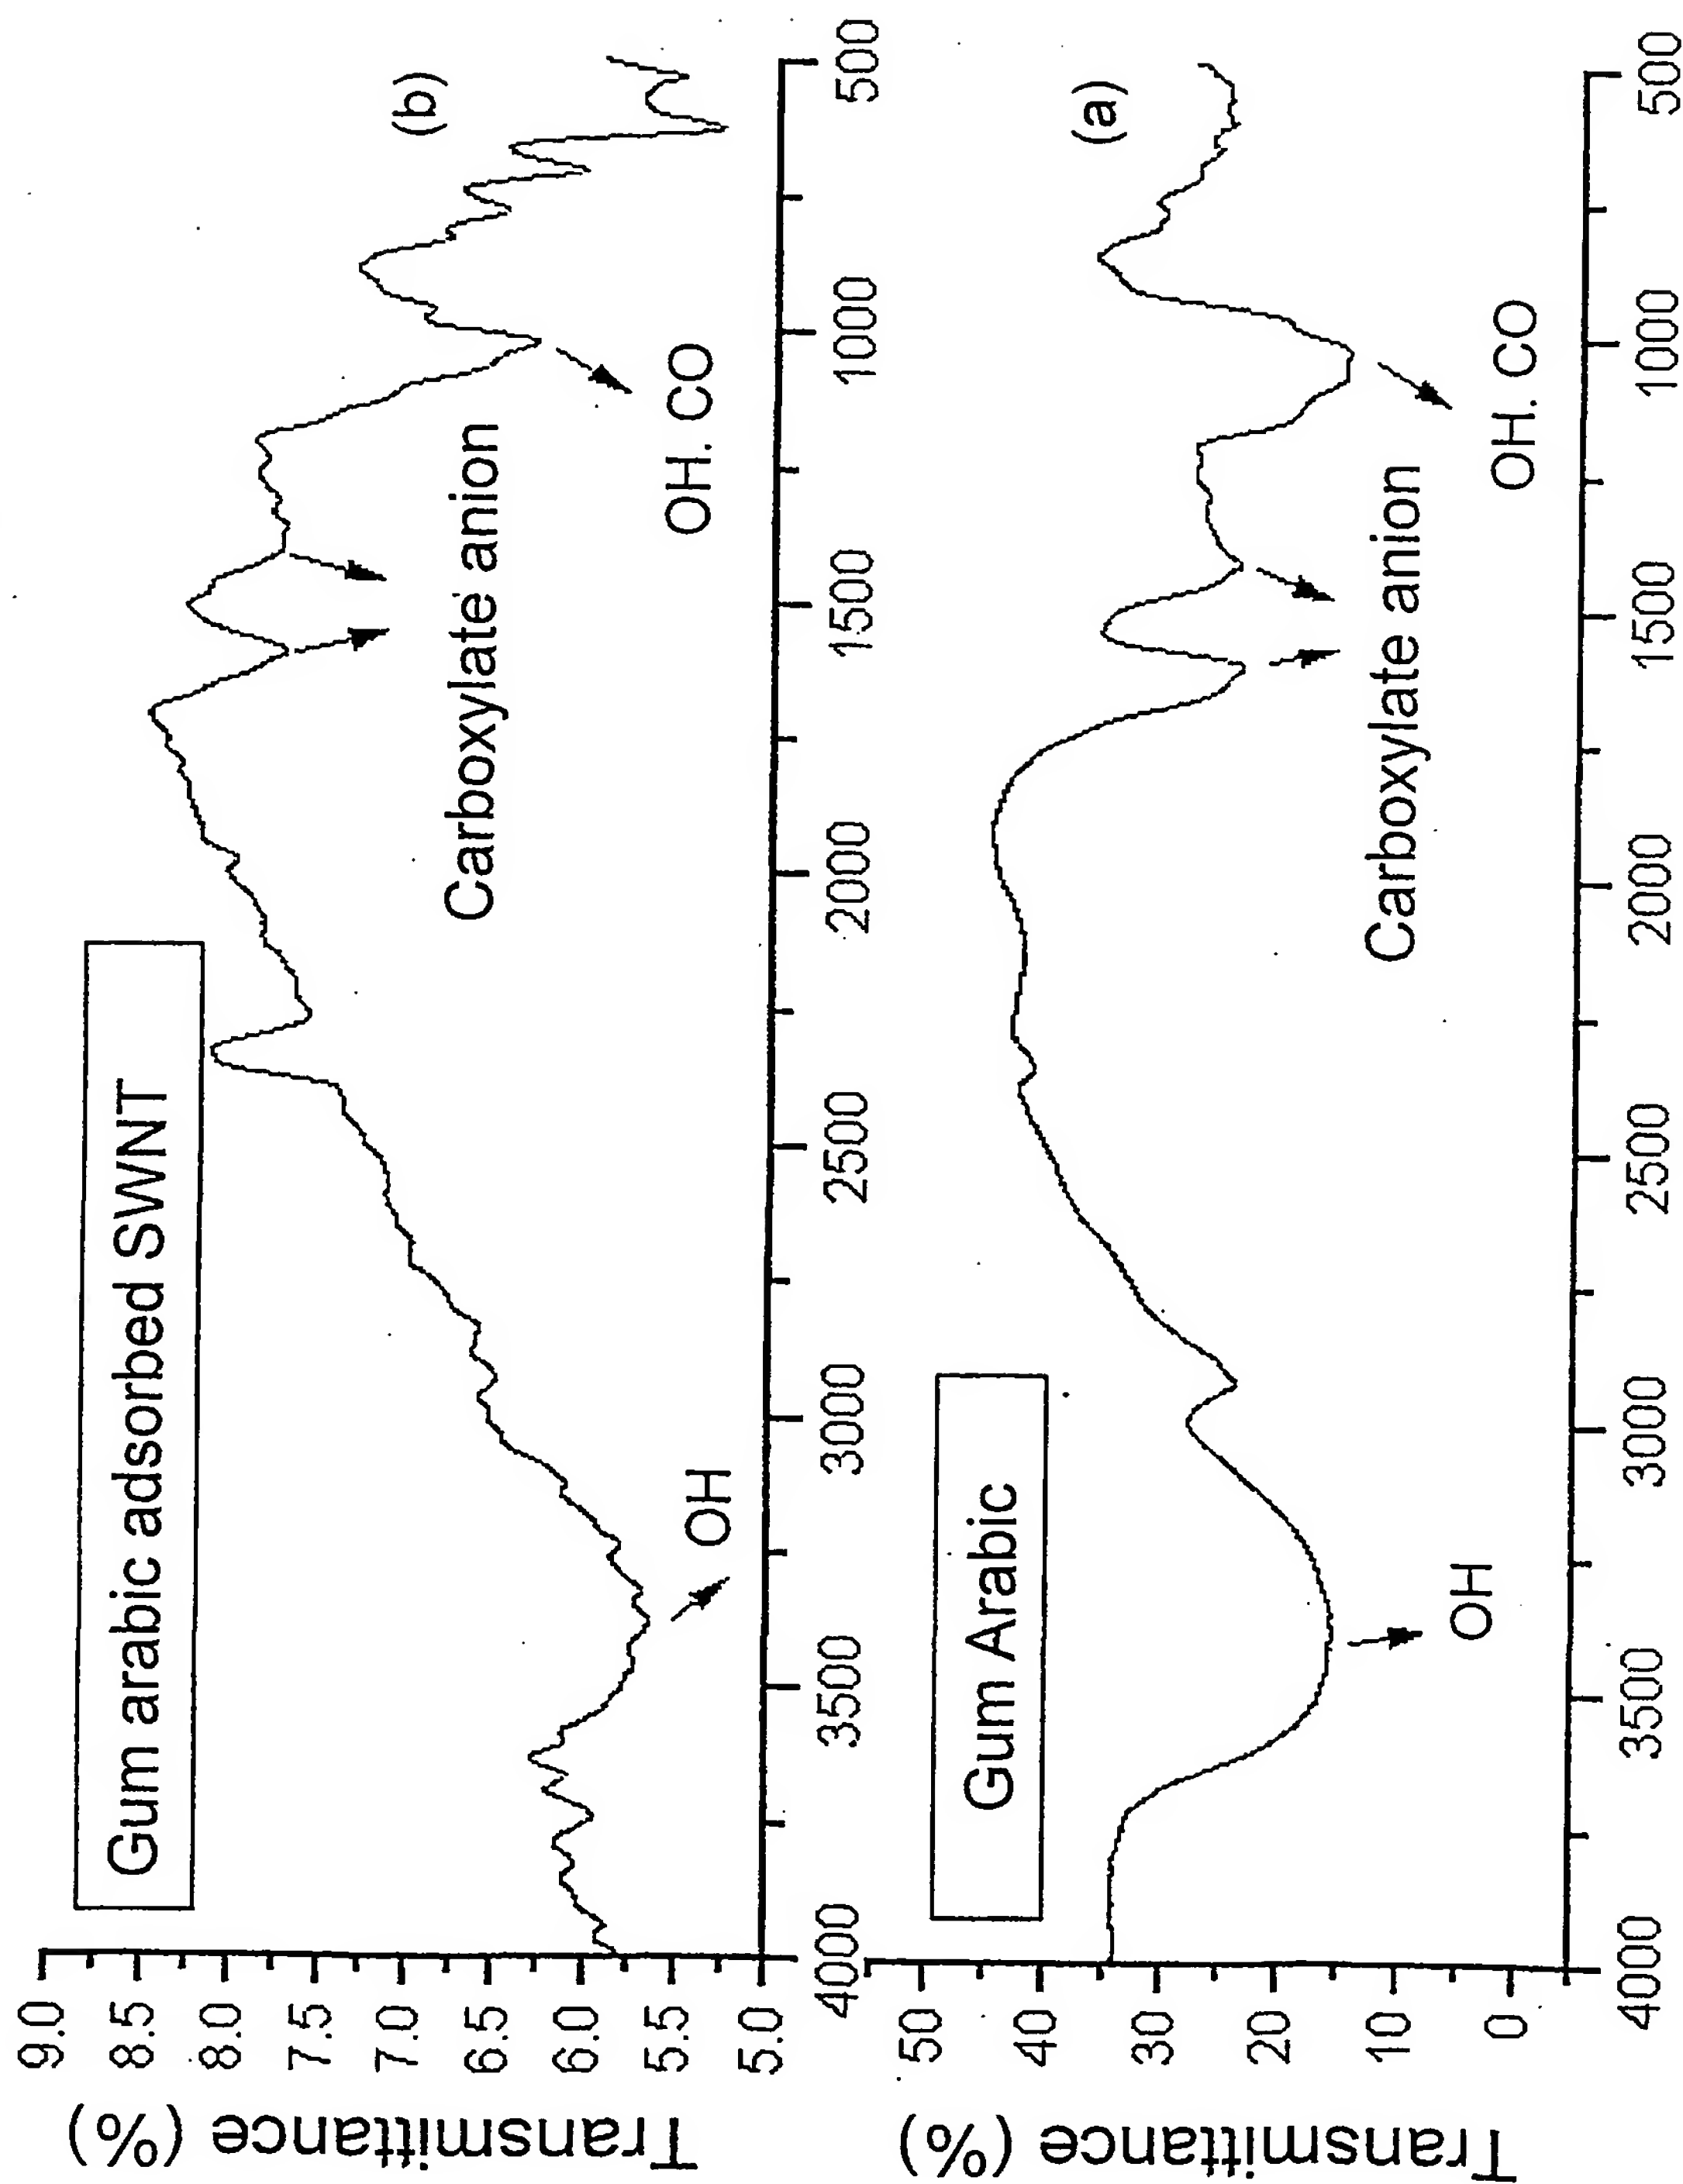 Gum arabic adsorbed SWNT
(b)
Transmittance (%)
9.0
8.5
8.0
7.5
7.0
6.5
6.0
5.5
5.0
OH
Carboxylate anion
OH. CO
4000 3500 3000 2500 2000 1500 1000 500
Gum Arabic
(a)
Transmittance (%)
50
40
30
20
10
0
OH
Carboxylate anion
OH. CO
4000 3500 3000 2500 2000 1500 1000 500